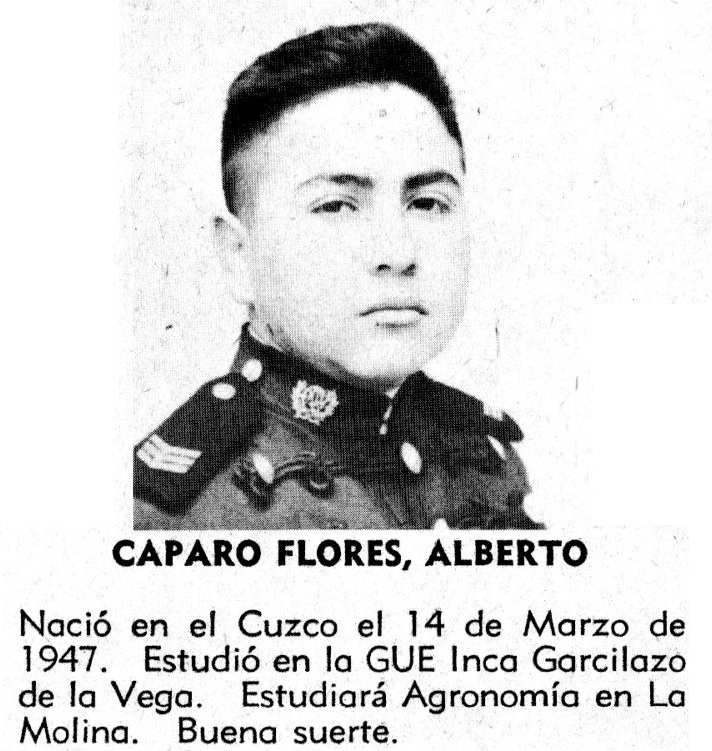 CAPARO FLORES, ALBERTO
Nació en el Cuzco el 14 de Marzo de
1947. Estudió en la GUE Inca Garcilazo
de la Vega. Estudiará Agronomía en La
Molina. Buena suerte.